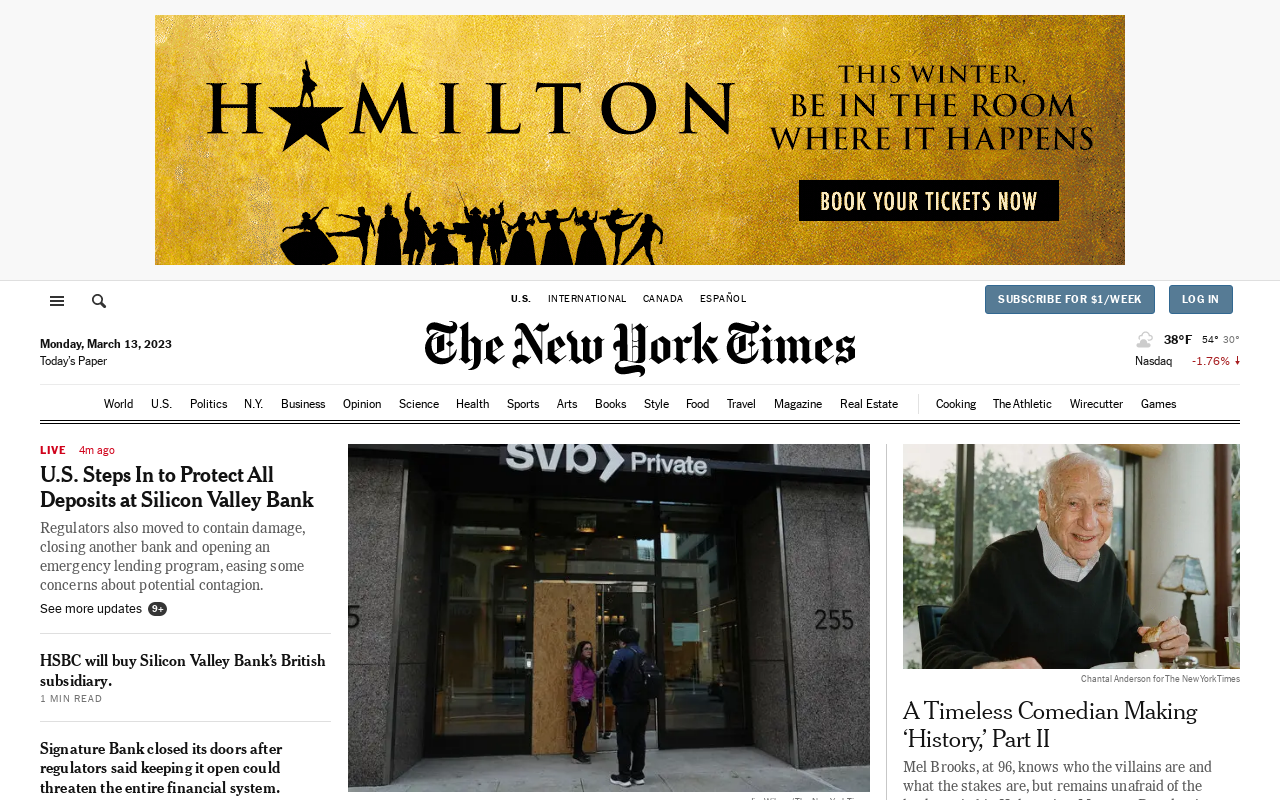 HAMILTON
THIS WINTER,
BE IN THE ROOM
WHERE IT HAPPENS
BOOK YOUR TICKETS NOW
U.S. INTERNATIONAL CANADA ESPAÑOL
SUBSCRIBE FOR $1/WEEK LOG IN
Monday, March 13, 2023
Today's Paper
The New York Times
38°F 54° 30°
Nasdaq -1.76% ↓
World U.S. Politics N.Y. Business Opinion Science Health Sports Arts Books Style Food Travel Magazine Real Estate Cooking The Athletic Wirecutter Games
LIVE 4m ago
U.S. Steps In to Protect All
Deposits at Silicon Valley Bank
Regulators also moved to contain damage,
closing another bank and opening an
emergency lending program, easing some
concerns about potential contagion.
See more updates 9+
HSBC will buy Silicon Valley Bank's British
subsidiary.
1 MIN READ
Signature Bank closed its doors after
regulators said keeping it open could
threaten the entire financial system.
svb> Private
255
Chantal Anderson for The New York Times
A Timeless Comedian Making
‘History,’ Part II
Mel Brooks, at 96, knows who the villains are and
what the stakes are, but remains unafraid of the